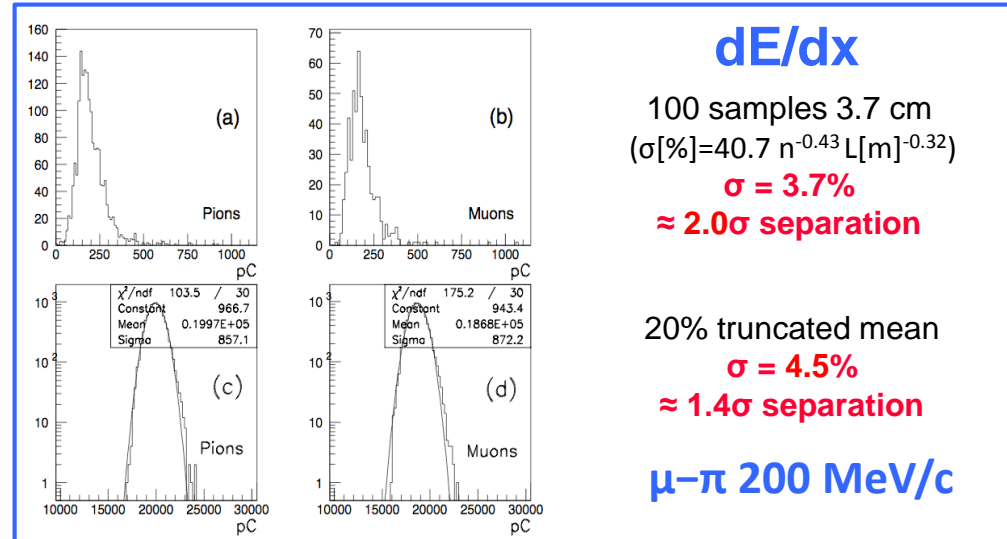 160
140
120
100
80
60
40
20
0
(a)
Pions
0 250 500 750 1000
pC
70
60
50
40
30
20
10
0
(b)
Muons
0 250 500 750 1000
pC
χ²/ndf 103.5 / 30
Constant 966.7
Mean 0.1997E+05
Sigma 857.1
10³
10²
10
1
(c)
Pions
10000 15000 20000 25000 30000
pC
χ²/ndf 175.2 / 30
Constant 943.4
Mean 0.1868E+05
Sigma 872.2
10³
10²
10
1
(d)
Muons
10000 15000 20000 25000 30000
pC
dE/dx
100 samples 3.7 cm
(σ[%]=40.7 n⁻⁰·⁴³ L[m]⁻⁰·³²)
σ = 3.7%
≈ 2.0σ separation
20% truncated mean
σ = 4.5%
≈ 1.4σ separation
μ−π 200 MeV/c